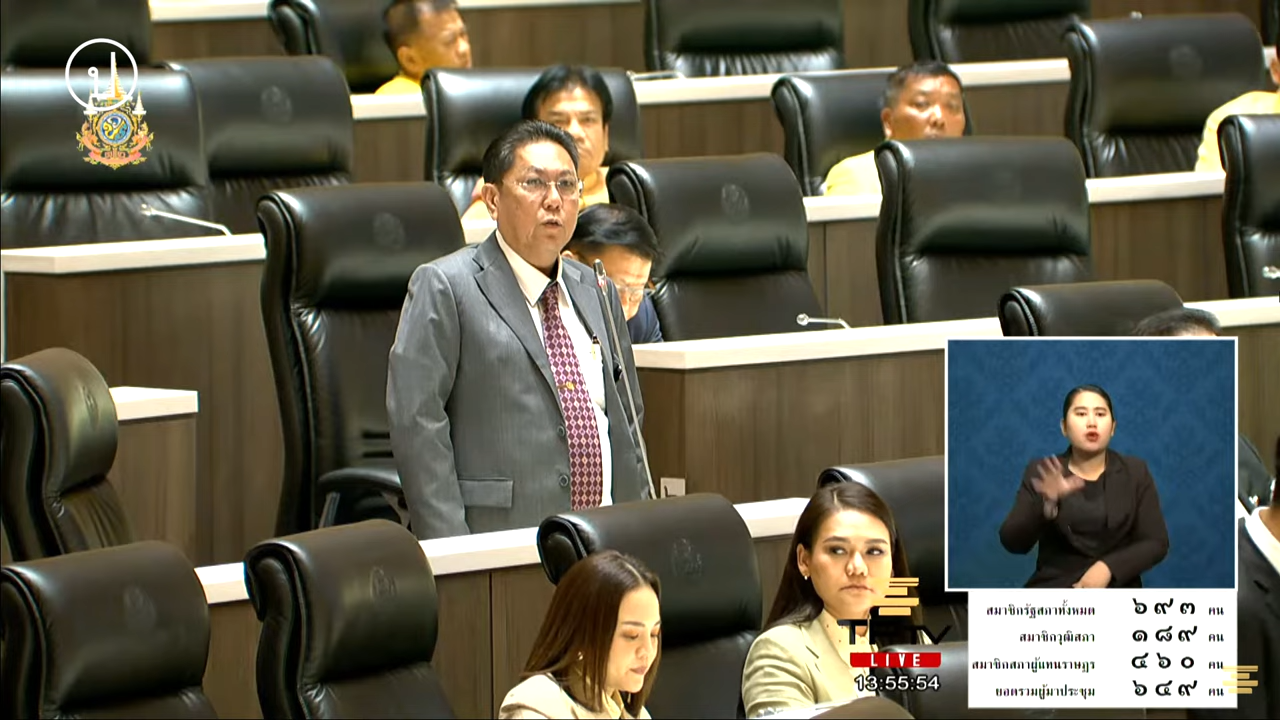 TPTV
LIVE
13:55:54
สมาชิกรัฐสภาทั้งหมด ๖๙๓ คน
สมาชิกวุฒิสภา ๑๘๙ คน
สมาชิกสภาผู้แทนราษฎร ๔๖๐ คน
ยอดรวมผู้มาประชุม ๖๔๙ คน